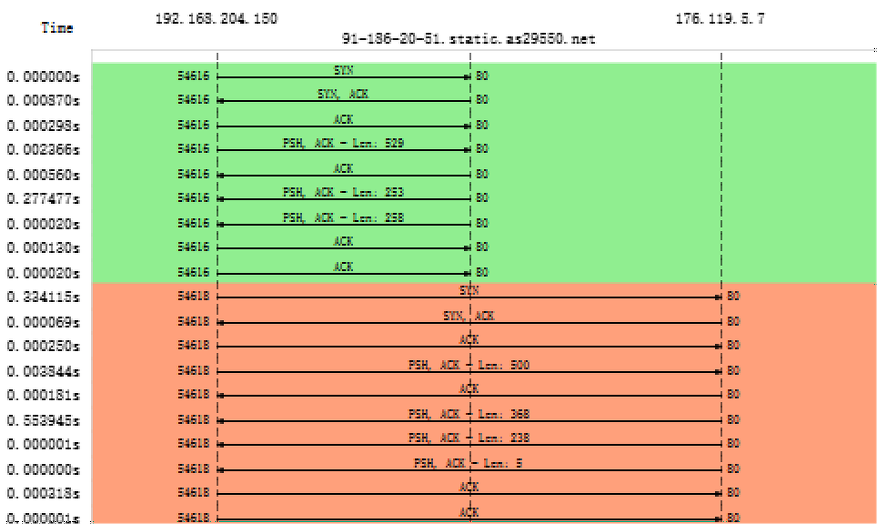 192.168.204.150 176.119.5.7
Time
91-186-20-51.static.as29550.net
0.000000s 54616 SYN 80
0.000870s 54616 SYN, ACK 80
0.000298s 54616 ACK 80
0.002366s 54616 PSH, ACK - Len: 529 80
0.000560s 54616 ACK 80
0.277477s 54616 PSH, ACK - Len: 253 80
0.000020s 54616 PSH, ACK - Len: 258 80
0.000130s 54616 ACK 80
0.000020s 54616 ACK 80
0.334115s 54618 SYN 80
0.000069s 54618 SYN, ACK 80
0.000250s 54618 ACK 80
0.003844s 54618 PSH, ACK - Len: 500 80
0.000181s 54618 ACK 80
0.553945s 54618 PSH, ACK - Len: 368 80
0.000001s 54618 PSH, ACK - Len: 238 80
0.000000s 54618 PSH, ACK - Len: 5 80
0.000318s 54618 ACK 80
0.000001s 54618 ACK 80